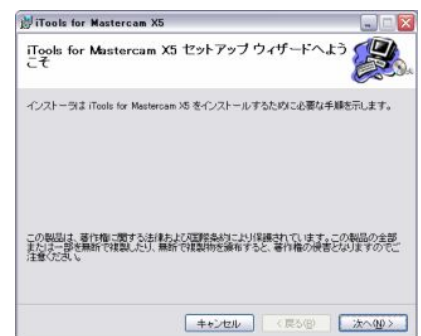 iTools for Mastercam X5
iTools for Mastercam X5 セットアップ ウィザードへよう
こそ
インストーラは iTools for Mastercam X5 をインストールするために必要な手順を示します。
この製品は、著作権に関する法律および国際条約により保護されています。この製品の全部
または一部を無断で複製したり、無断で複製物を頒布すると、著作権の侵害となりますのでご
注意ください。
キャンセル
< 戻る(B)
次へ(N) >